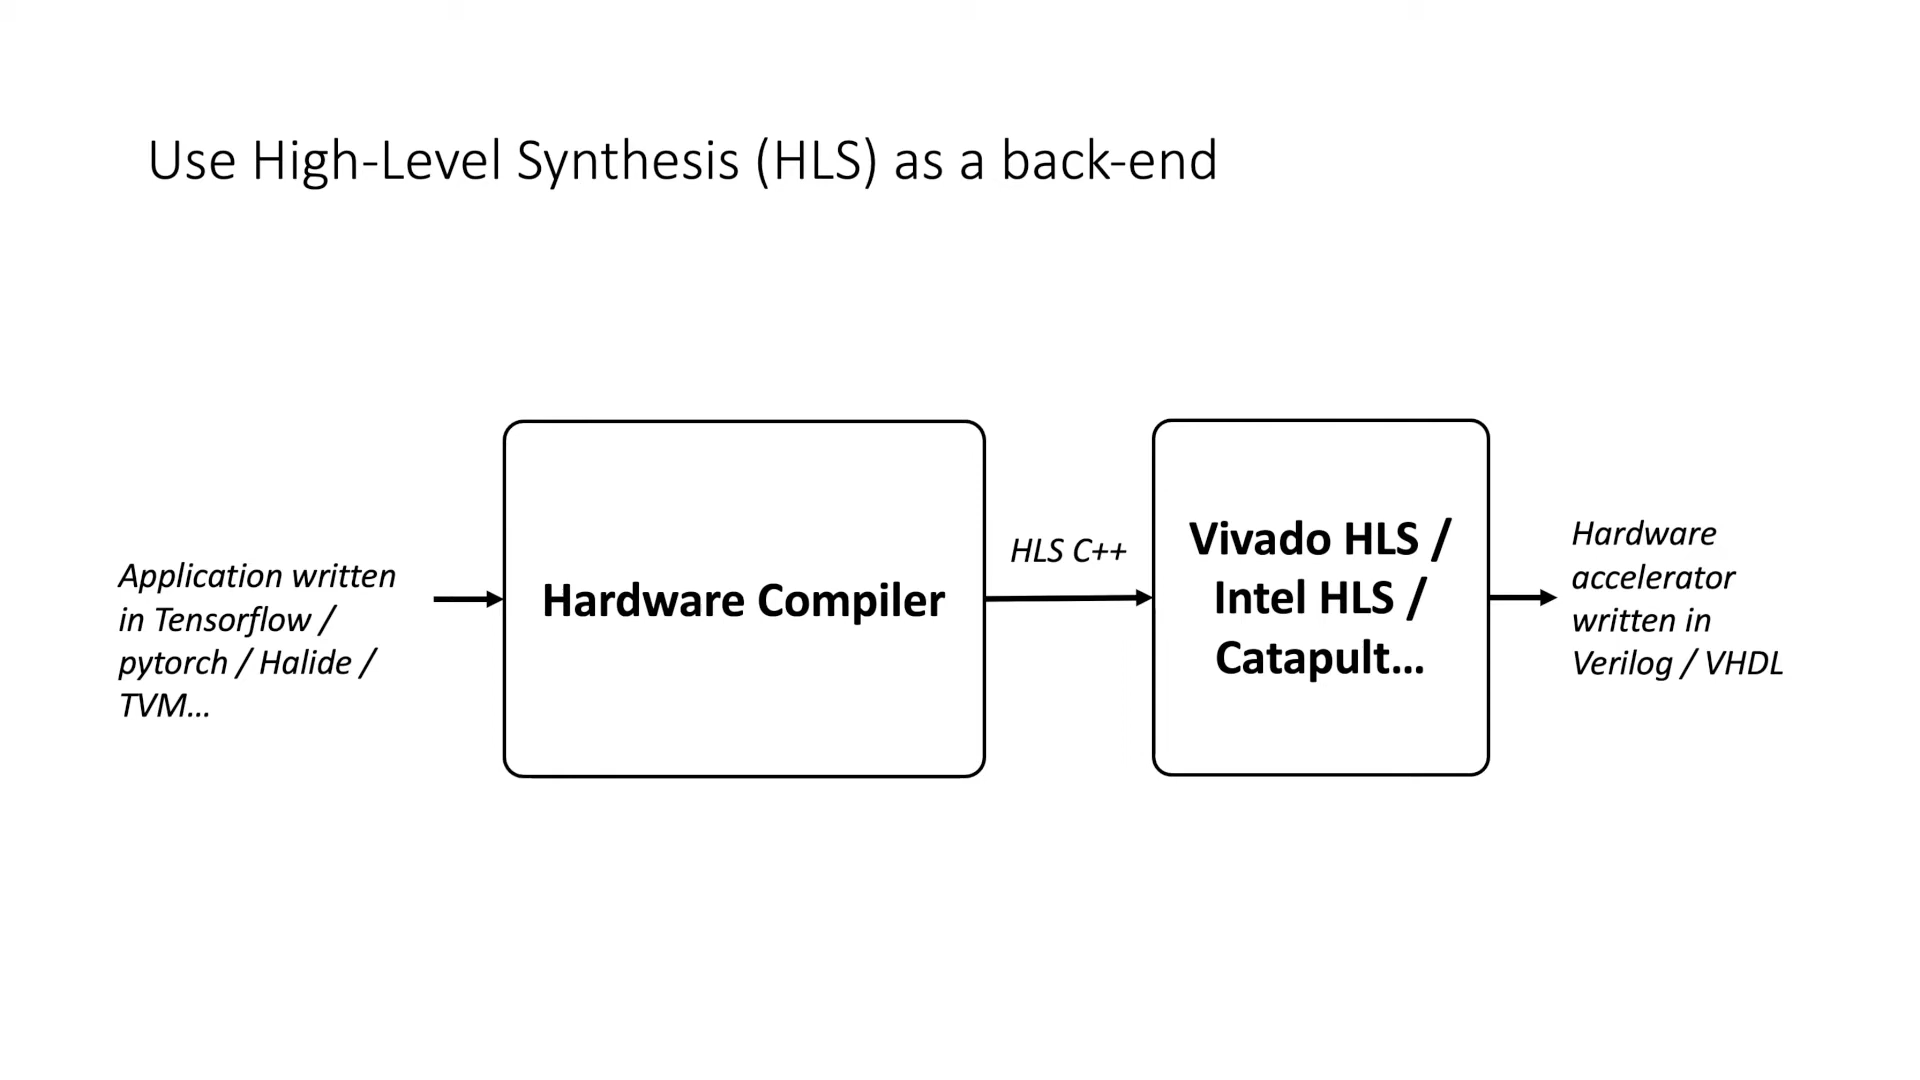 Use High-Level Synthesis (HLS) as a back-end
Application written
in Tensorflow /
pytorch / Halide /
TVM...
Hardware Compiler
HLS C++
Vivado HLS /
Intel HLS /
Catapult...
Hardware
accelerator
written in
Verilog / VHDL